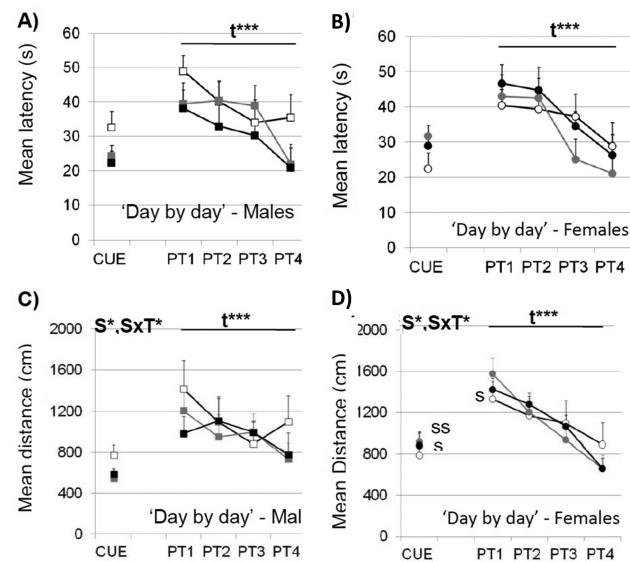 A)
t***
Mean latency (s)
60
50
40
30
20
10
0
'Day by day' - Males
CUE PT1 PT2 PT3 PT4
B)
t***
Mean latency (s)
60
50
40
30
20
10
0
'Day by day' - Females
CUE PT1 PT2 PT3 PT4
C)
S*,SxT*
t***
Mean distance (cm)
2000
1600
1200
800
400
'Day by day' - Mal
CUE PT1 PT2 PT3 PT4
D)
S*,SxT*
t***
Mean Distance (cm)
2000
1600
1200
800
400
S
SS
S
'Day by day' - Females
CUE PT1 PT2 PT3 PT4